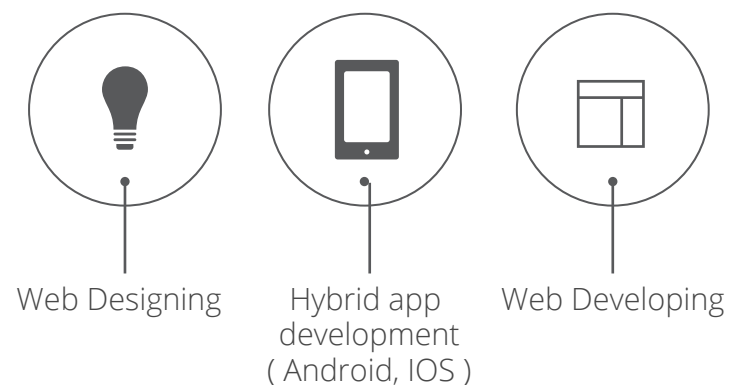 Web Designing
Hybrid app
development
( Android, IOS )
Web Developing